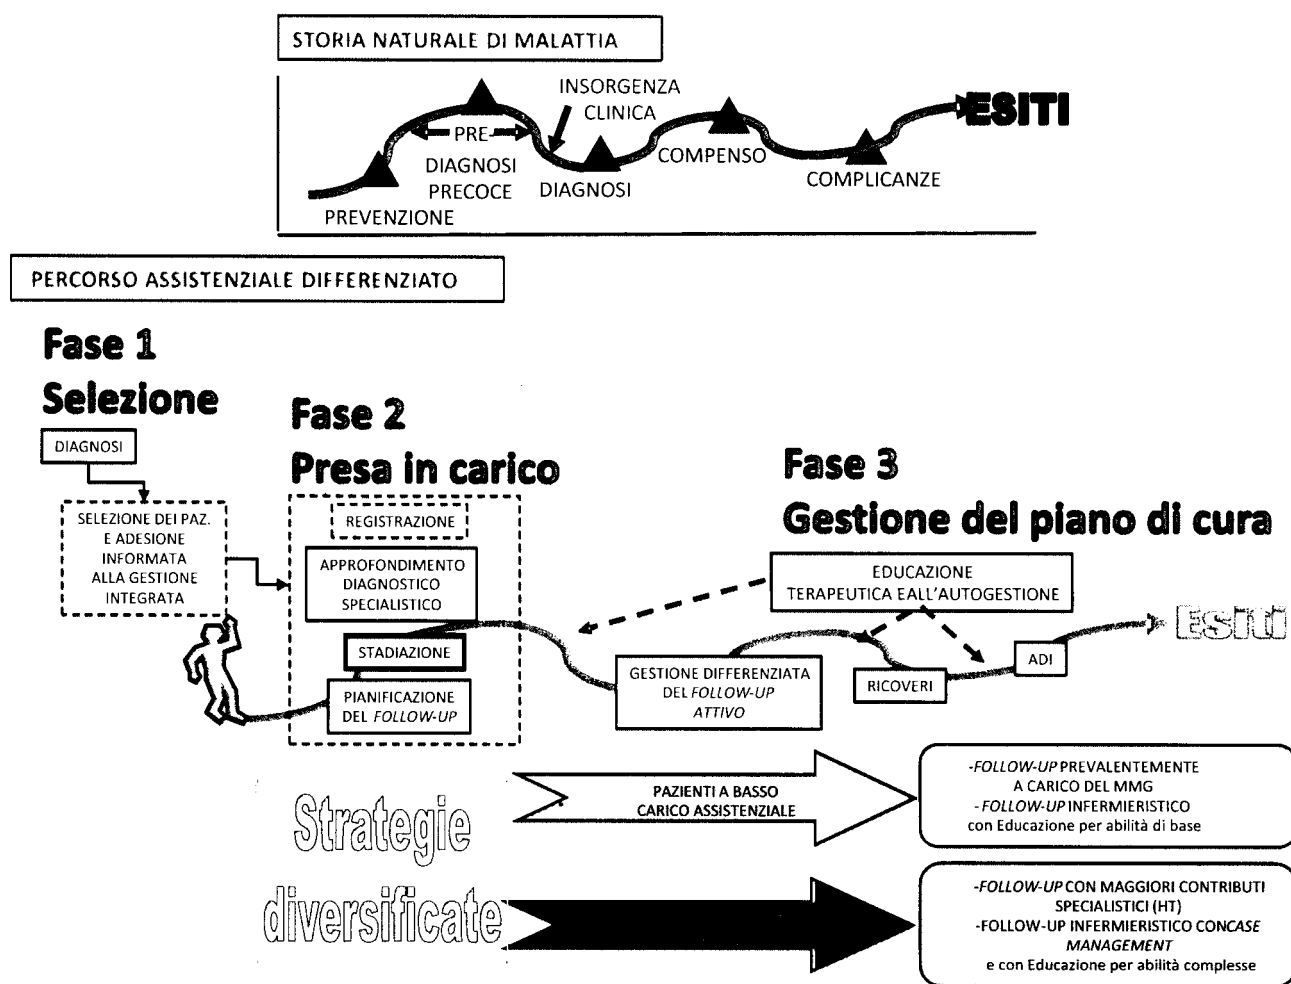 STORIA NATURALE DI MALATTIA
INSORGENZA
CLINICA
ESITI
PRE-
DIAGNOSI
PRECOCE
DIAGNOSI
COMPENSO
COMPLICANZE
PREVENZIONE
PERCORSO ASSISTENZIALE DIFFERENZIATO
Fase 1
Selezione
DIAGNOSI
SELEZIONE DEI PAZ.
E ADESIONE
INFORMATA
ALLA GESTIONE
INTEGRATA
Fase 2
Presa in carico
REGISTRAZIONE
APPROFONDIMENTO
DIAGNOSTICO
SPECIALISTICO
STADIAZIONE
PIANIFICAZIONE
DEL FOLLOW-UP
Fase 3
Gestione del piano di cura
EDUCAZIONE
TERAPEUTICA EALL'AUTOGESTIONE
GESTIONE DIFFERENZIATA
DEL FOLLOW-UP
ATTIVO
RICOVERI
ADI
Esiti
Strategie
diversificate
PAZIENTI A BASSO
CARICO ASSISTENZIALE
-FOLLOW-UP PREVALENTEMENTE
A CARICO DEL MMG
- FOLLOW-UP INFERMIERISTICO
con Educazione per abilità di base
-FOLLOW-UP CON MAGGIORI CONTRIBUTI
SPECIALISTICI (HT)
-FOLLOW-UP INFERMIERISTICO CONCASE
MANAGEMENT
e con Educazione per abilità complesse